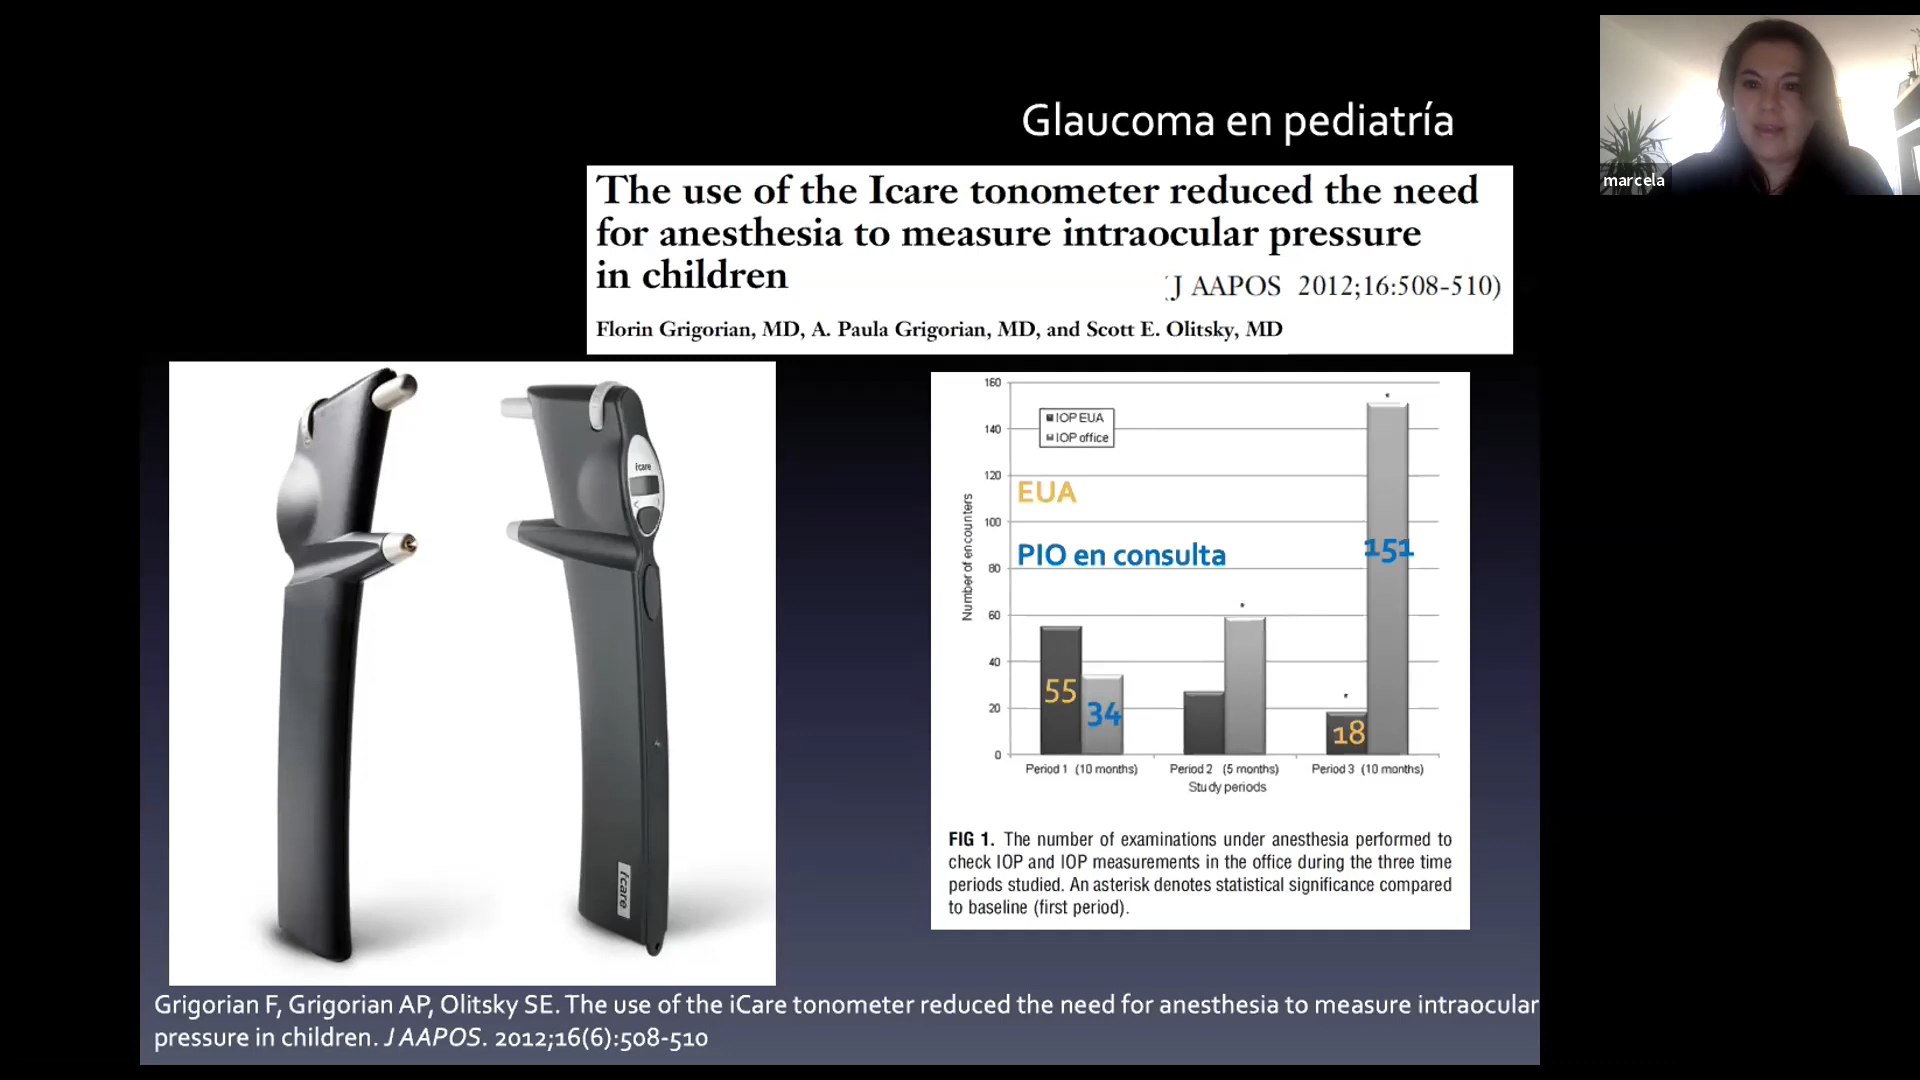 Glaucoma en pediatría
marcela
The use of the Icare tonometer reduced the need
for anesthesia to measure intraocular pressure
in children
(J AAPOS 2012;16:508-510)
Florin Grigorian, MD, A. Paula Grigorian, MD, and Scott E. Olitsky, MD
icare
icare
160
140
120
100
80
60
40
20
0
Number of encounters
IOP EUA
IOP office
EUA
PIO en consulta
*
151
*
55
34
*
18
Period 1 (10 months) Period 2 (5 months) Period 3 (10 months)
Study periods
FIG 1. The number of examinations under anesthesia performed to
check IOP and IOP measurements in the office during the three time
periods studied. An asterisk denotes statistical significance compared
to baseline (first period).
Grigorian F, Grigorian AP, Olitsky SE. The use of the iCare tonometer reduced the need for anesthesia to measure intraocular
pressure in children. J AAPOS. 2012;16(6):508-510